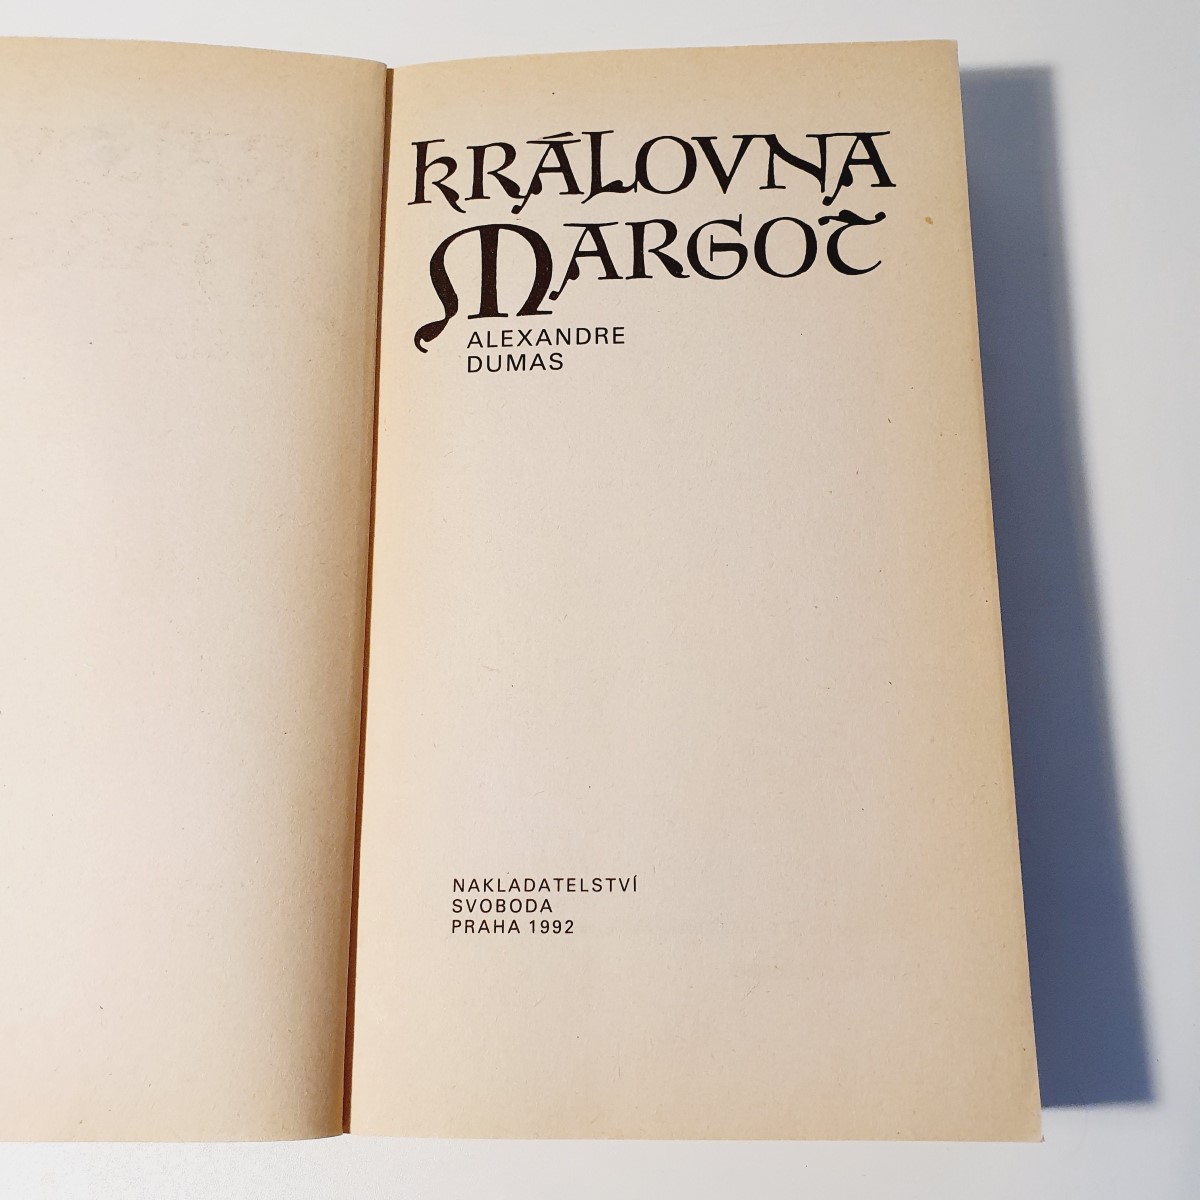 KRÁLOVNA
MARGOT
ALEXANDRE
DUMAS
NAKLADATELSTVÍ
SVOBODA
PRAHA 1992